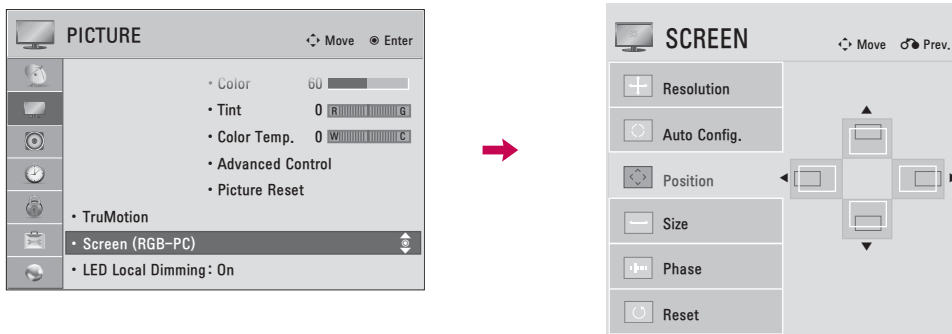 PICTURE
Move Enter
• Color 60
• Tint 0 R G
• Color Temp. 0 W C
• Advanced Control
• Picture Reset
• TruMotion
• Screen (RGB-PC)
• LED Local Dimming: On
SCREEN
Move Prev.
Resolution
Auto Config.
Position
Size
Phase
Reset